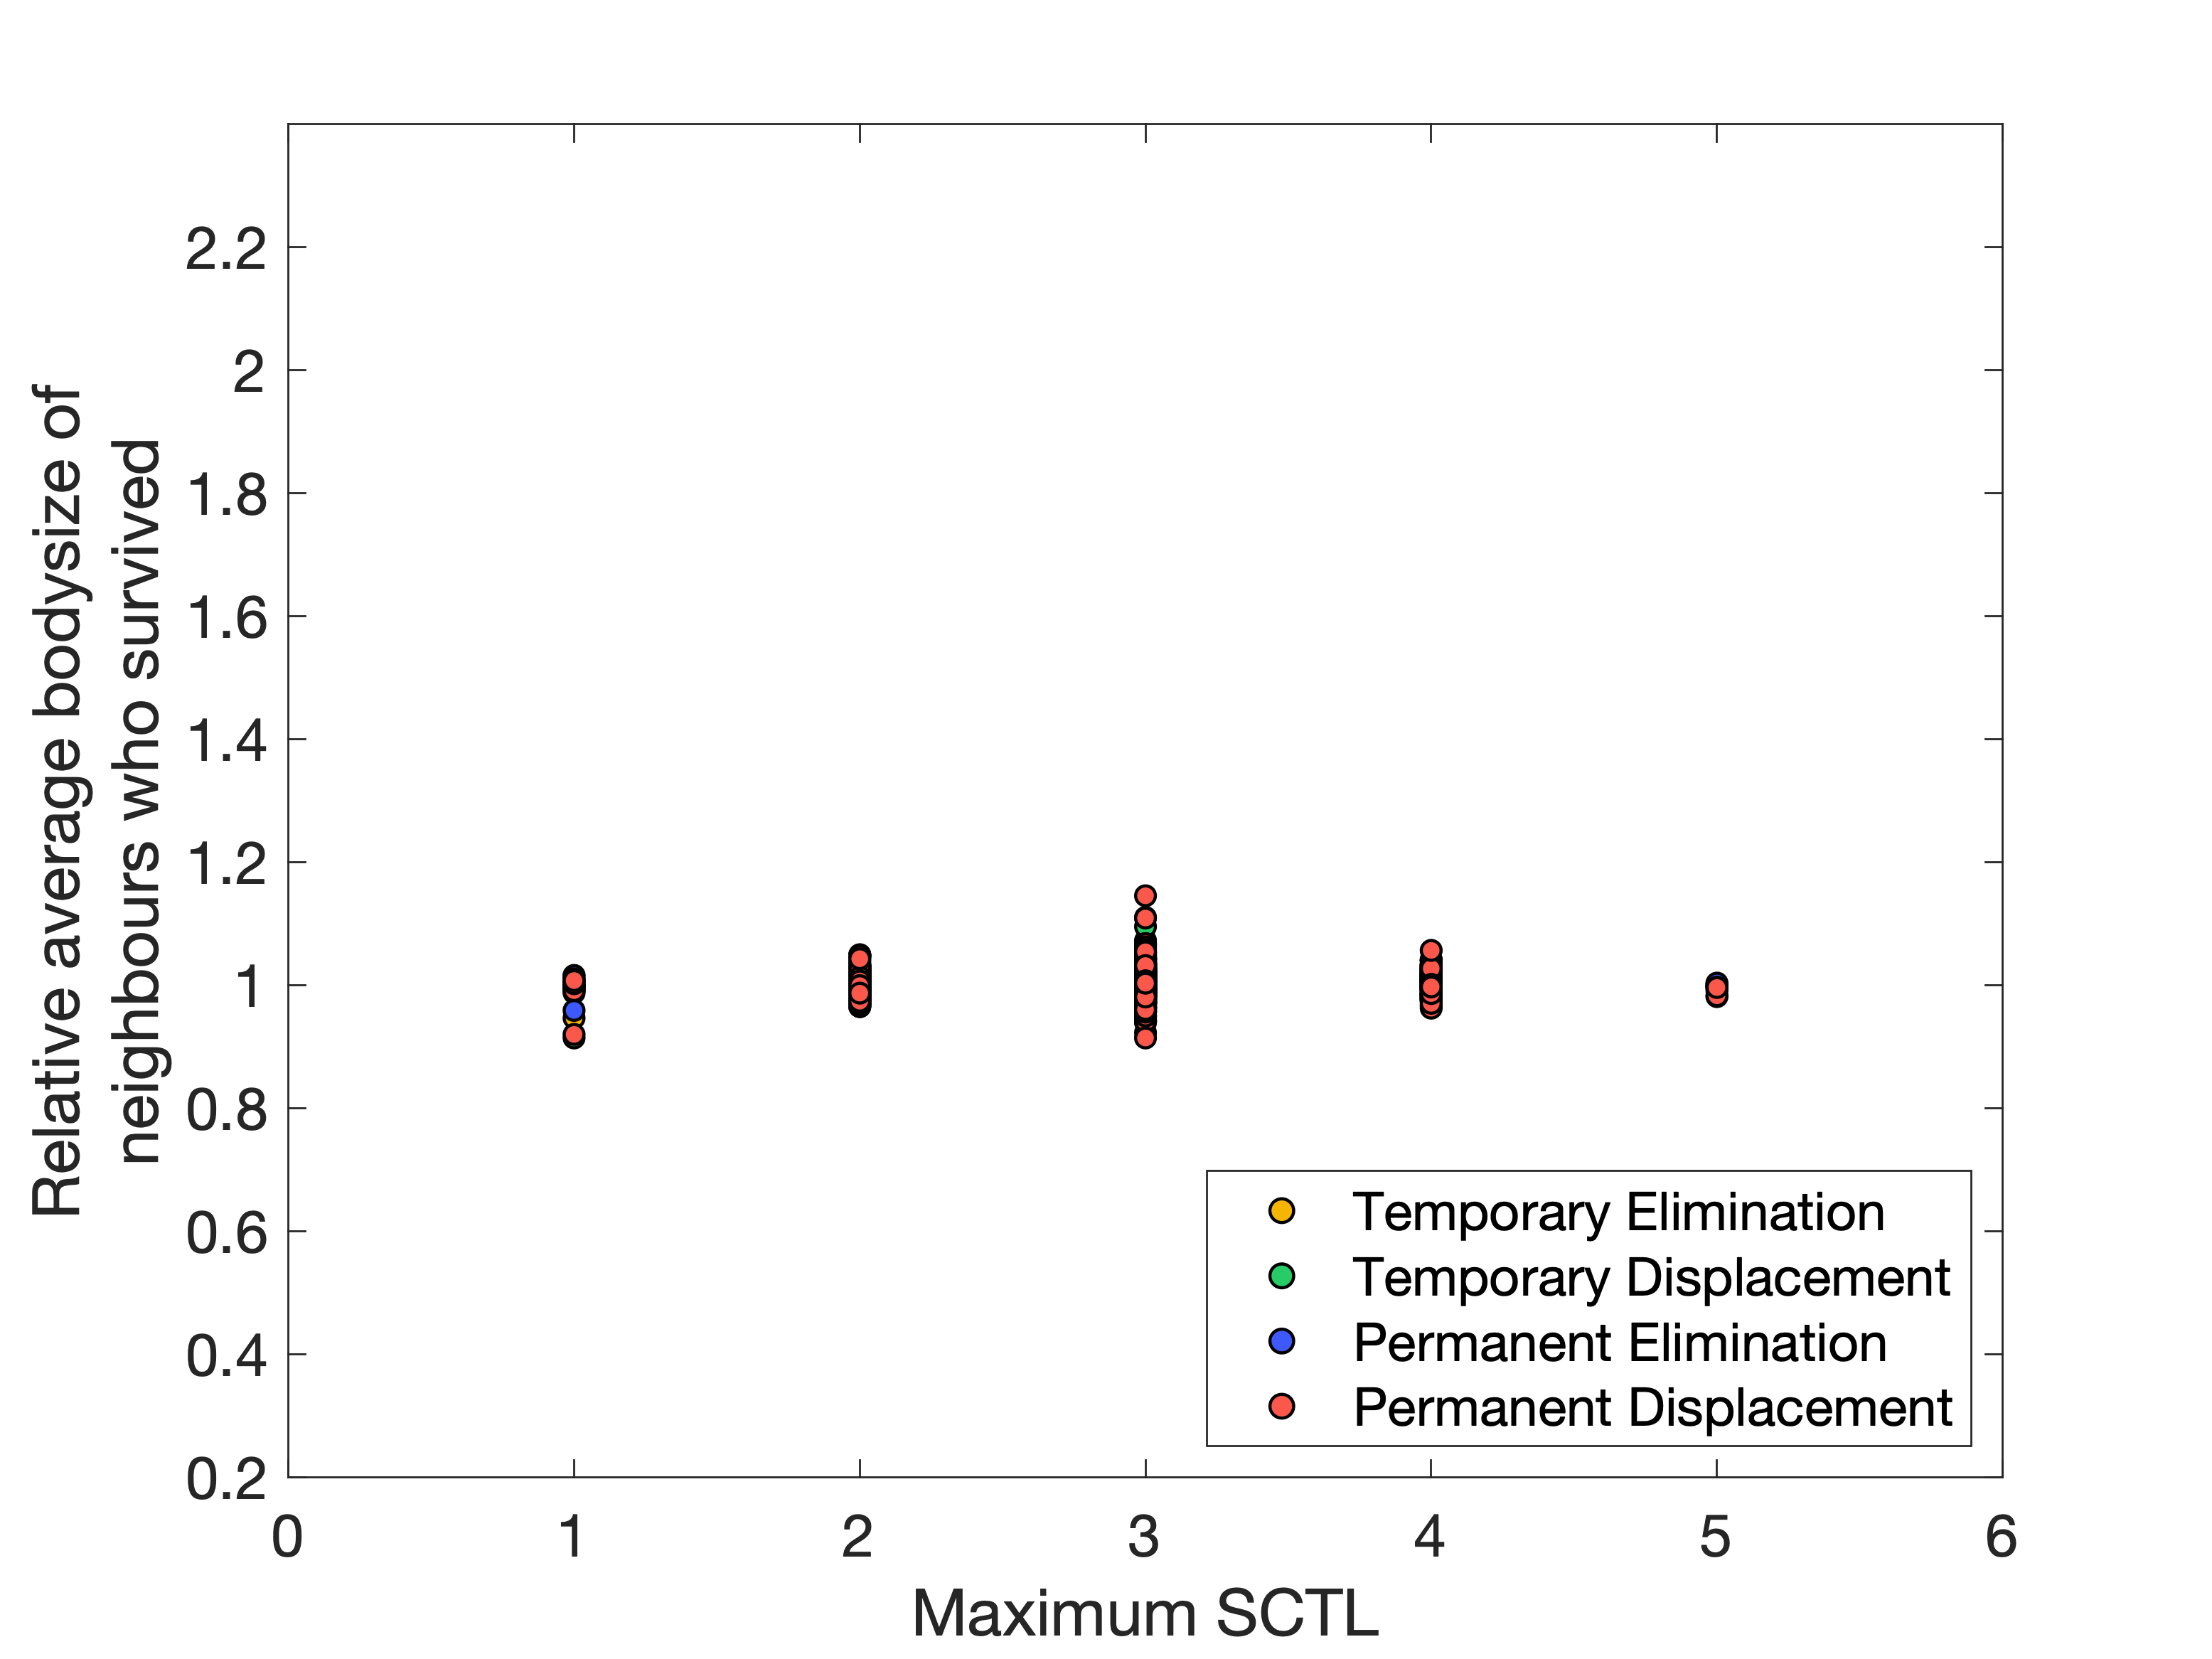 2.2
2
1.8
1.6
1.4
1.2
1
0.8
0.6
0.4
0.2
0 1 2 3 4 5 6
Relative average bodysize of
neighbours who survived
Maximum SCTL
Temporary Elimination
Temporary Displacement
Permanent Elimination
Permanent Displacement